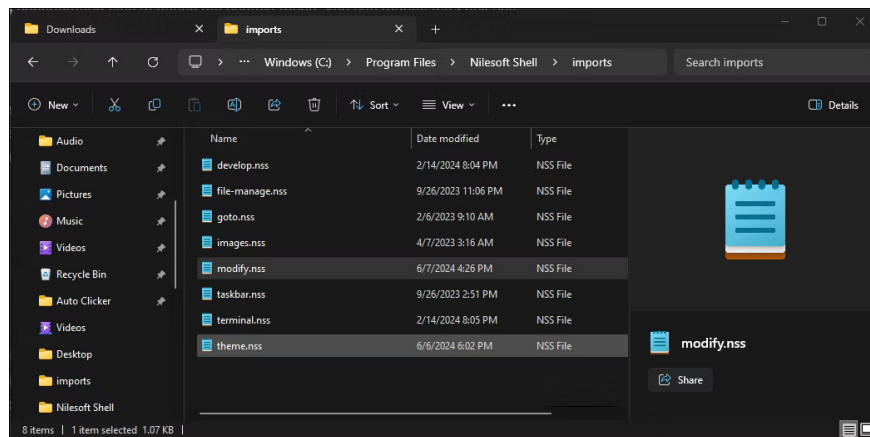 Downloads
imports
Windows (C:) Program Files Nilesoft Shell imports
Search imports
New Sort View Details
Name Date modified Type
develop.nss 2/14/2024 8:04 PM NSS File
file-manage.nss 9/26/2023 11:06 PM NSS File
goto.nss 2/6/2023 9:10 AM NSS File
images.nss 4/7/2023 3:16 AM NSS File
modify.nss 6/7/2024 4:26 PM NSS File
taskbar.nss 9/26/2023 2:51 PM NSS File
terminal.nss 2/14/2024 8:05 PM NSS File
theme.nss 6/6/2024 6:02 PM NSS File
Audio
Documents
Pictures
Music
Videos
Recycle Bin
Auto Clicker
Videos
Desktop
imports
Nilesoft Shell
modify.nss
Share
8 items | 1 item selected 1.07 KB |